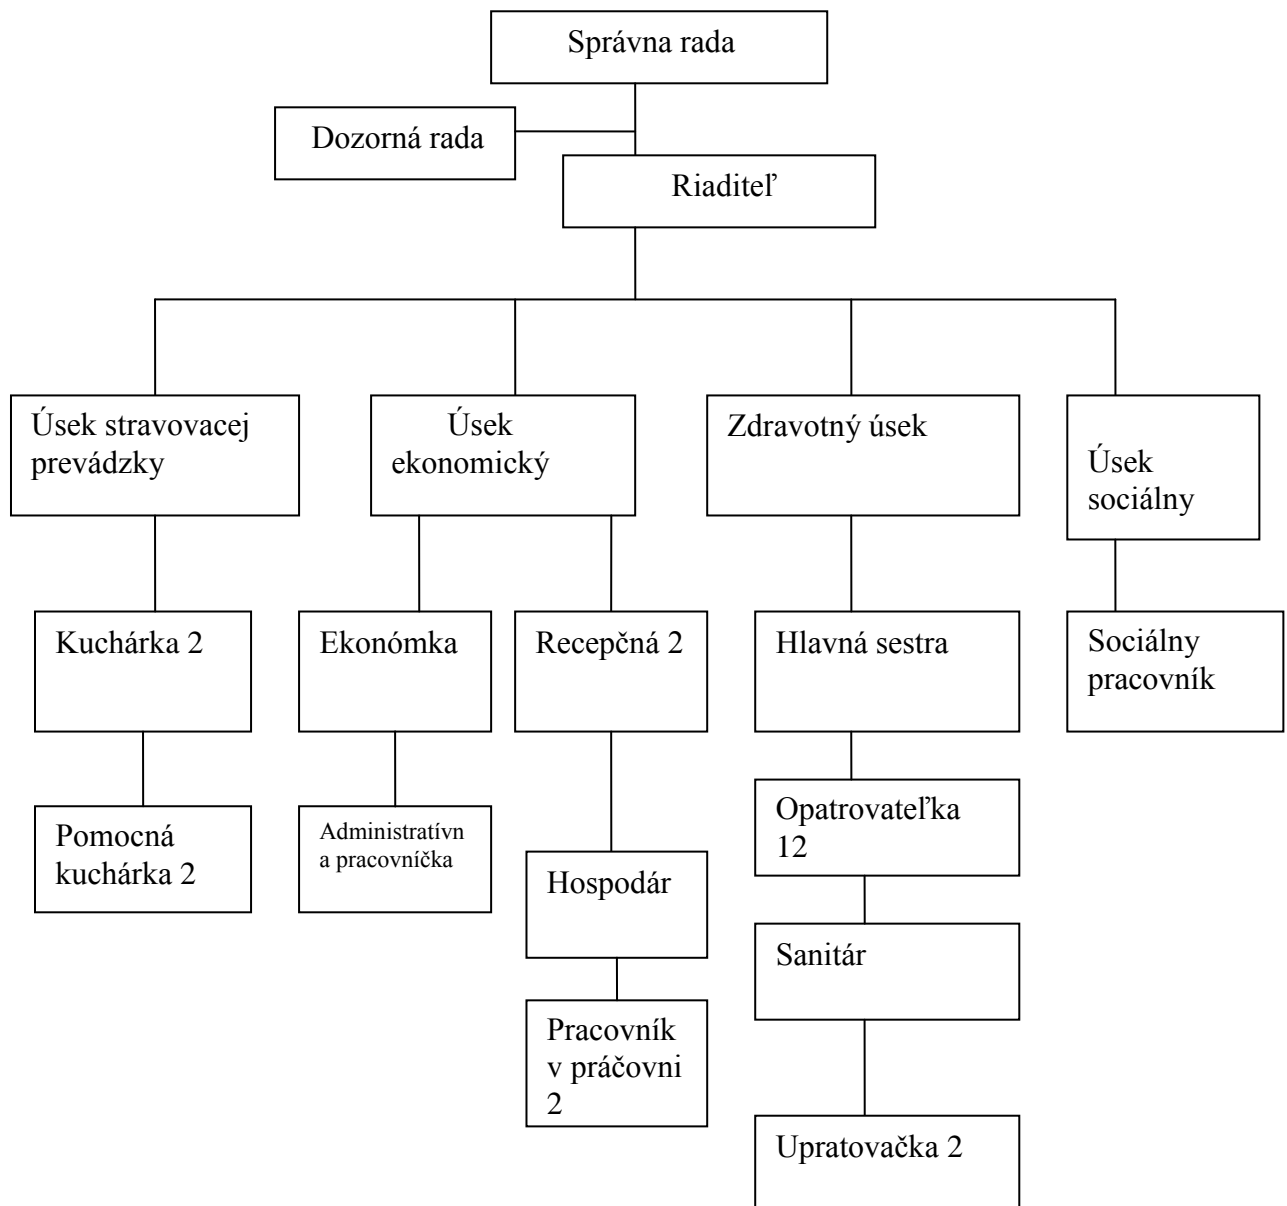 Správna rada
Dozorná rada
Riaditeľ
Úsek stravovacej
prevádzky
Úsek
ekonomický
Zdravotný úsek
Úsek
sociálny
Kuchárka 2
Ekonómka
Recepčná 2
Hlavná sestra
Sociálny
pracovník
Pomocná
kuchárka 2
Administratívn
a pracovníčka
Hospodár
Pracovník
v práčovni
2
Opatrovateľka
12
Sanitár
Upratovačka 2